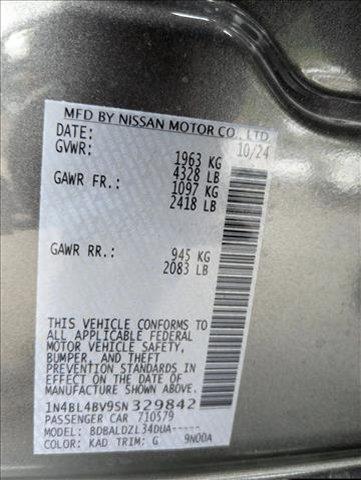 MFD BY NISSAN MOTOR CO., LTD
DATE: 10/24
GVWR: 1963 KG
4328 LB
GAWR FR.: 1097 KG
2418 LB
GAWR RR.: 945 KG
2083 LB
THIS VEHICLE CONFORMS TO
ALL APPLICABLE FEDERAL
MOTOR VEHICLE SAFETY,
BUMPER, AND THEFT
PREVENTION STANDARDS IN
EFFECT ON THE DATE OF
MANUFACTURE SHOWN ABOVE.
1N4BL4BV9SN329842
PASSENGER CAR 710579
MODEL: BDBALDZL34DUA-----
COLOR: KAD TRIM: G 9N00A